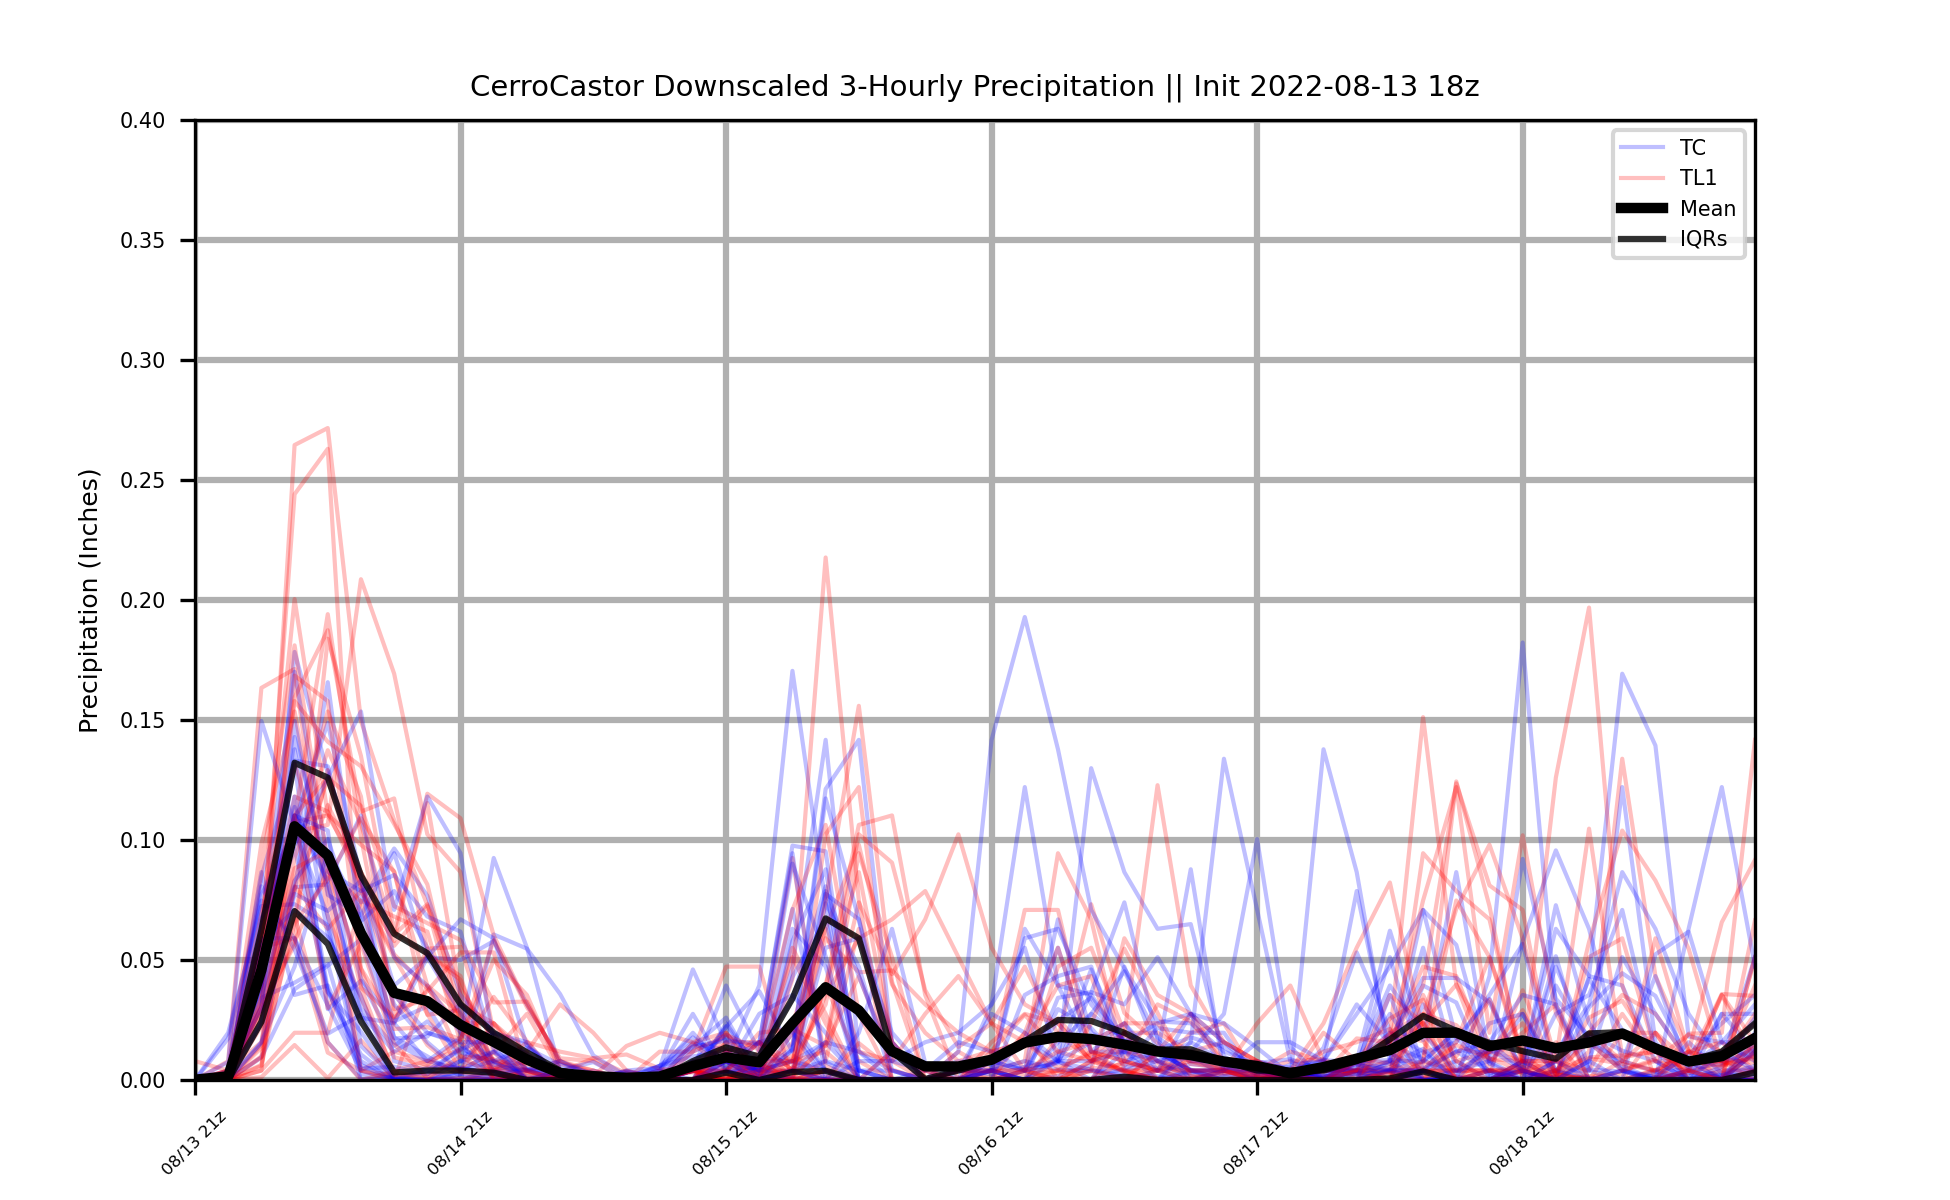 CerroCastor Downscaled 3-Hourly Precipitation || Init 2022-08-13 18z
Precipitation (Inches)
0.40
0.35
0.30
0.25
0.20
0.15
0.10
0.05
0.00
TC
TL1
Mean
IQRs
08/13 21z
08/14 21z
08/15 21z
08/16 21z
08/17 21z
08/18 21z